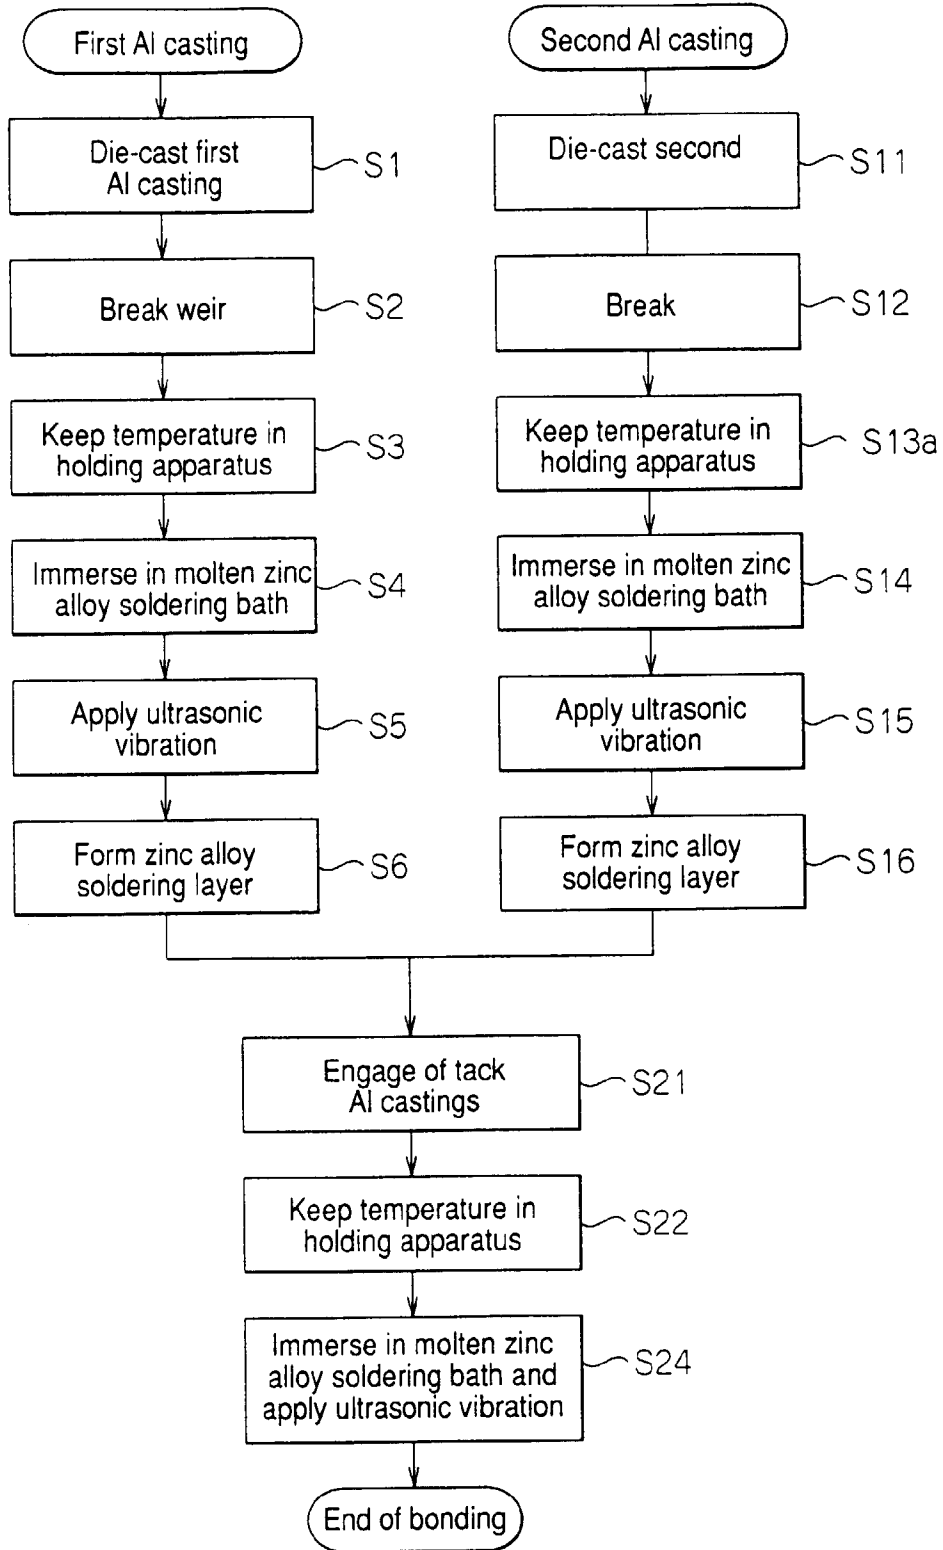 First Al casting
Die-cast first
Al casting
S1
Break weir
S2
Keep temperature in
holding apparatus
S3
Immerse in molten zinc
alloy soldering bath
S4
Apply ultrasonic
vibration
S5
Form zinc alloy
soldering layer
S6
Second Al casting
Die-cast second
S11
Break
S12
Keep temperature in
holding apparatus
S13a
Immerse in molten zinc
alloy soldering bath
S14
Apply ultrasonic
vibration
S15
Form zinc alloy
soldering layer
S16
Engage of tack
Al castings
S21
Keep temperature in
holding apparatus
S22
Immerse in molten zinc
alloy soldering bath and
apply ultrasonic vibration
S24
End of bonding